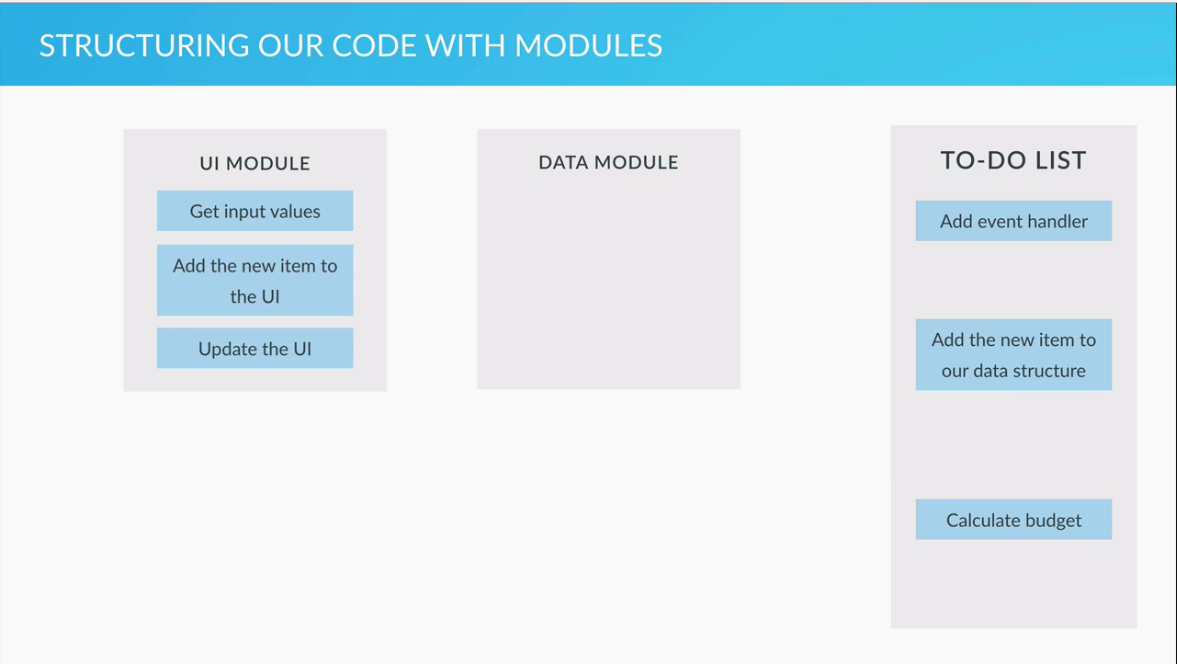 STRUCTURING OUR CODE WITH MODULES
UI MODULE
Get input values
Add the new item to
the UI
Update the UI
DATA MODULE
TO-DO LIST
Add event handler
Add the new item to
our data structure
Calculate budget